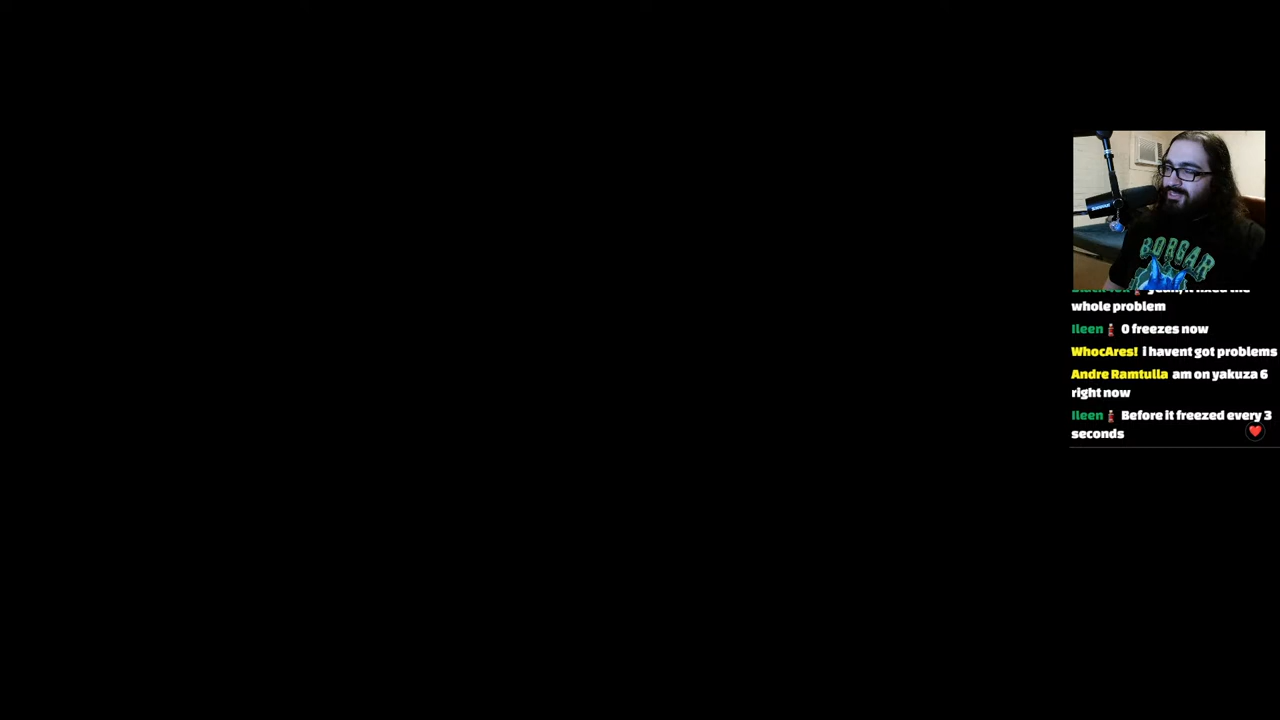 SHURE
BORGAR
whole problem
Ileen 0 freezes now
WhocAres! i havent got problems
Andre Ramtulla am on yakuza 6
right now
Ileen Before it freezed every 3
seconds